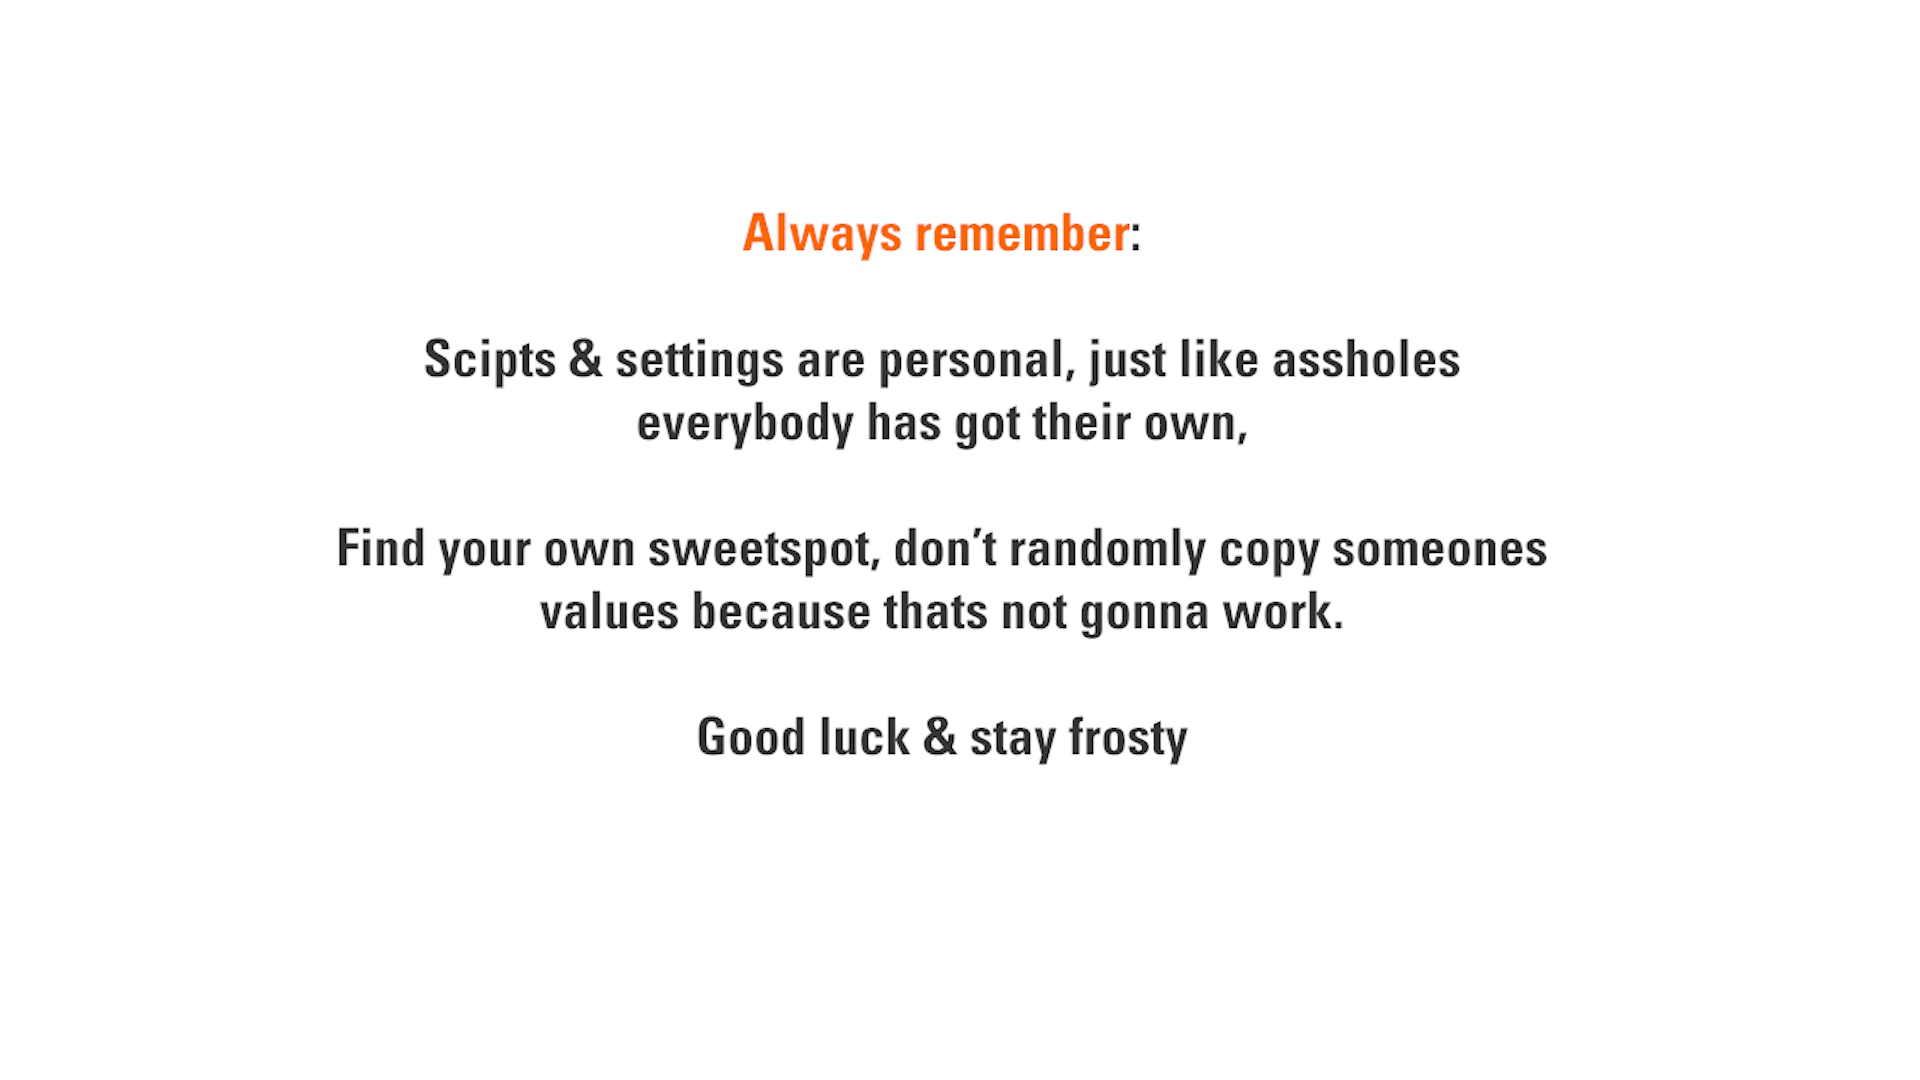 Always remember:
Scipts & settings are personal, just like assholes
everybody has got their own,
Find your own sweetspot, don’t randomly copy someones
values because thats not gonna work.
Good luck & stay frosty